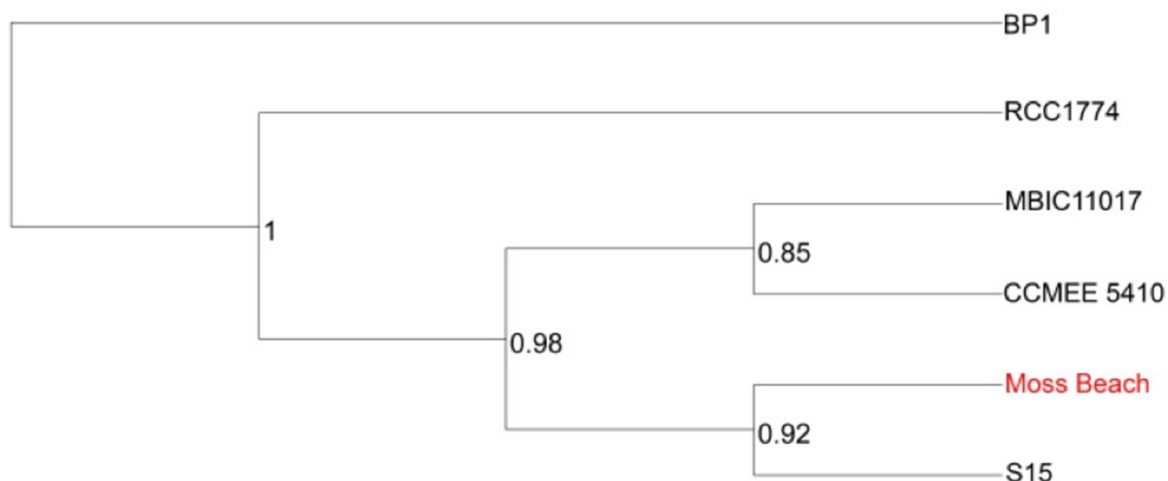 BP1
RCC1774
1
MBIC11017
0.85
CCMEE 5410
0.98
Moss Beach
0.92
S15